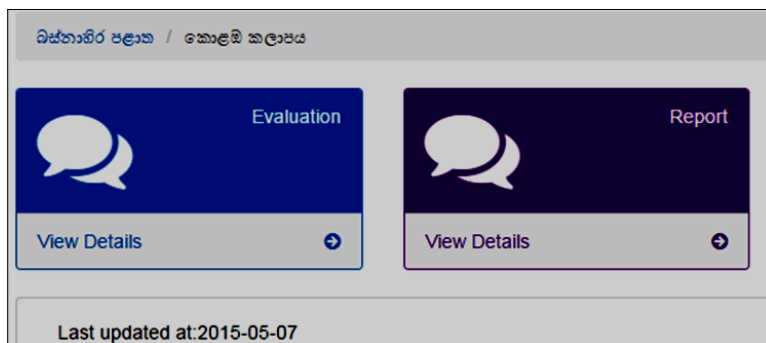 බස්නාහිර පළාත / කොළඹ කලාපය
Evaluation
View Details
Report
View Details
Last updated at:2015-05-07